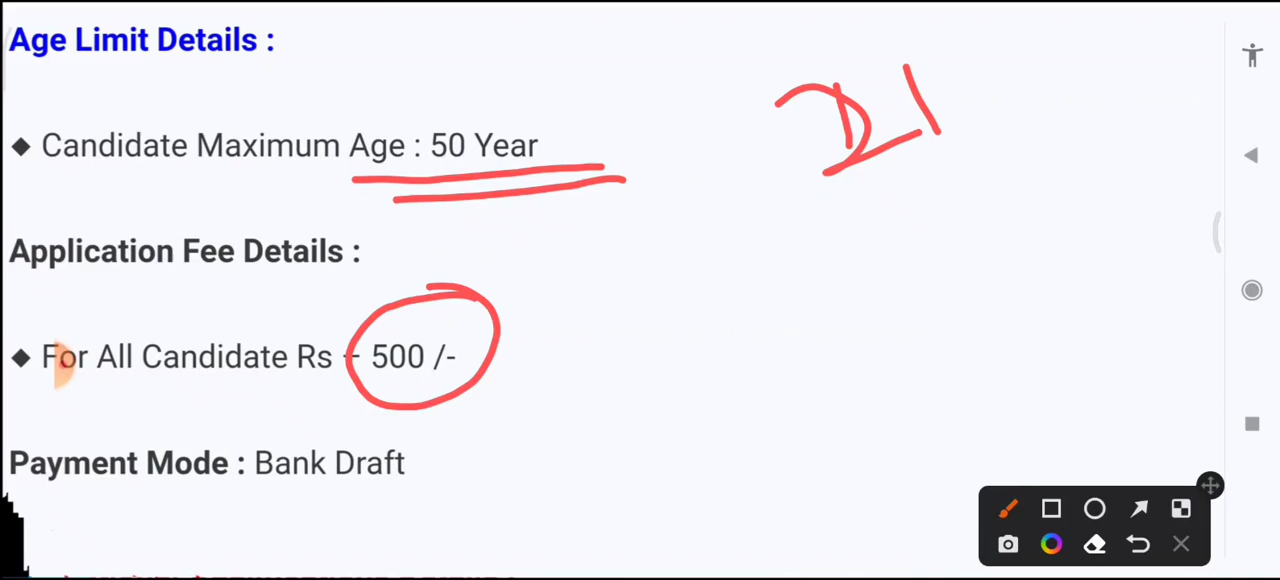 Age Limit Details :
◆ Candidate Maximum Age : 50 Year
Application Fee Details :
◆ For All Candidate Rs - 500 /-
Payment Mode : Bank Draft